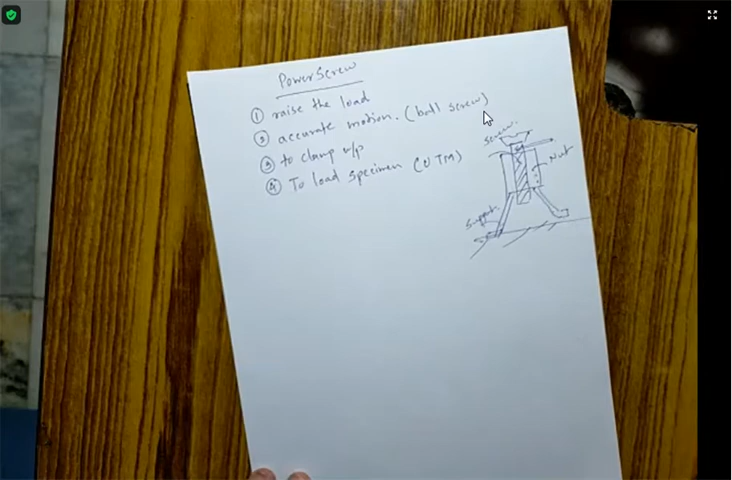 Power Screw
① raise the load
② accurate motion. (ball screw)
③ to clamp w/p
④ To load specimen (UTM)
Screw.
Nut
Support